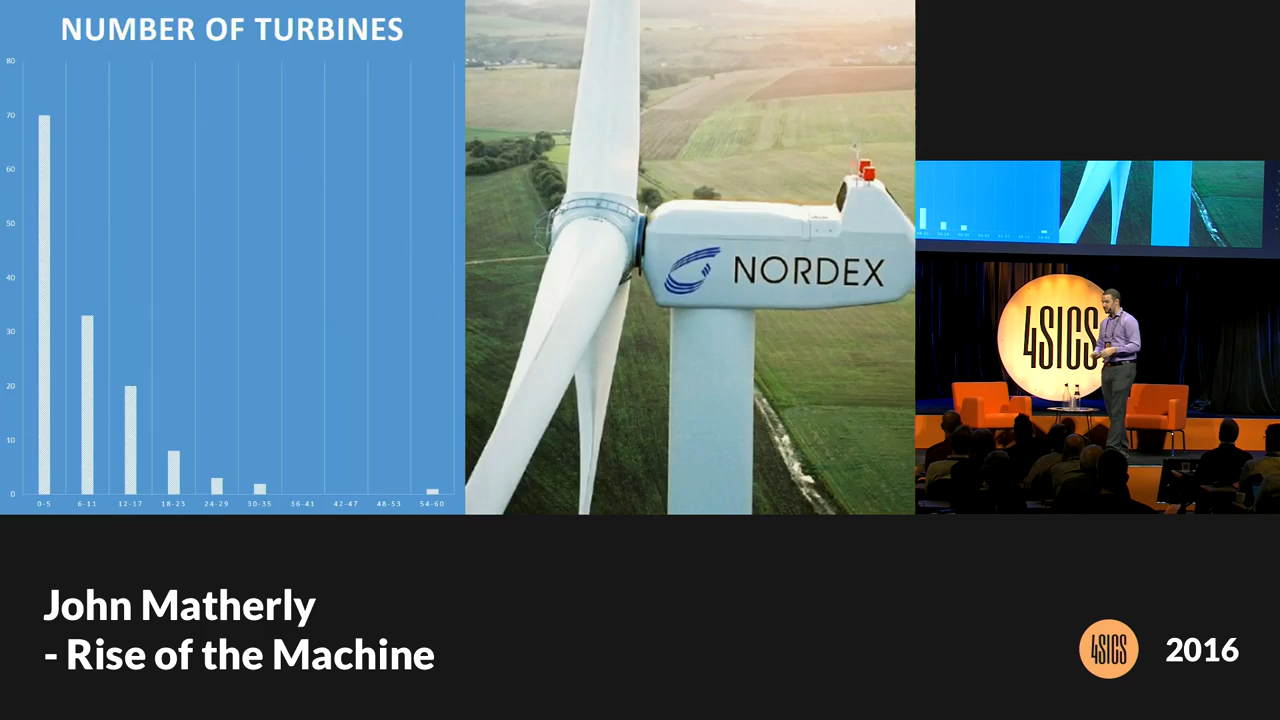 NUMBER OF TURBINES
80
70
60
50
40
30
20
10
0
0-5 6-11 12-17 18-23 24-29 30-35 36-41 42-47 48-53 54-60
NORDEX
4SICS
John Matherly
- Rise of the Machine
4SICS 2016